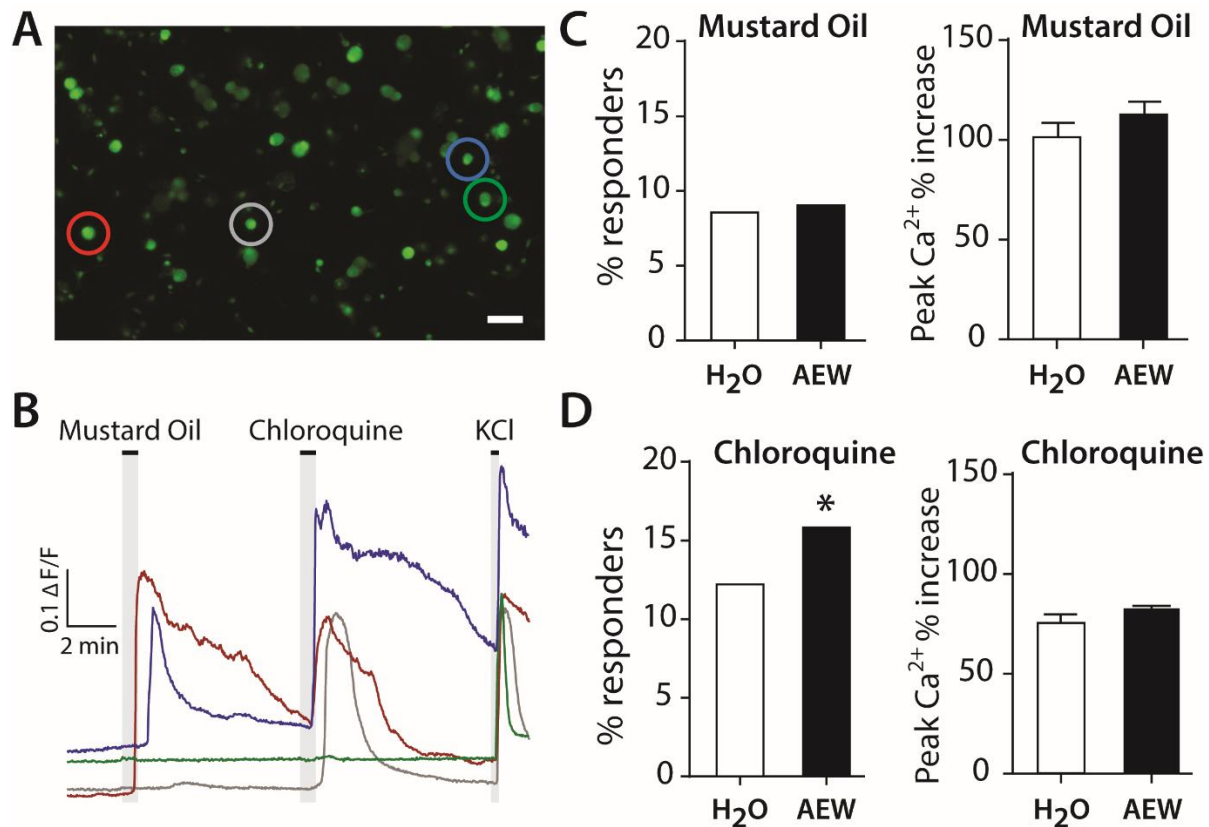 A
B
Mustard Oil Chloroquine KCl
0.1 ΔF/F
2 min
C
Mustard Oil
% responders
20
15
10
5
0
H₂O AEW
Mustard Oil
Peak Ca²⁺ % increase
150
100
50
0
H₂O AEW
D
Chloroquine
% responders
20
15
10
5
0
*
H₂O AEW
Chloroquine
Peak Ca²⁺ % increase
150
100
50
0
H₂O AEW